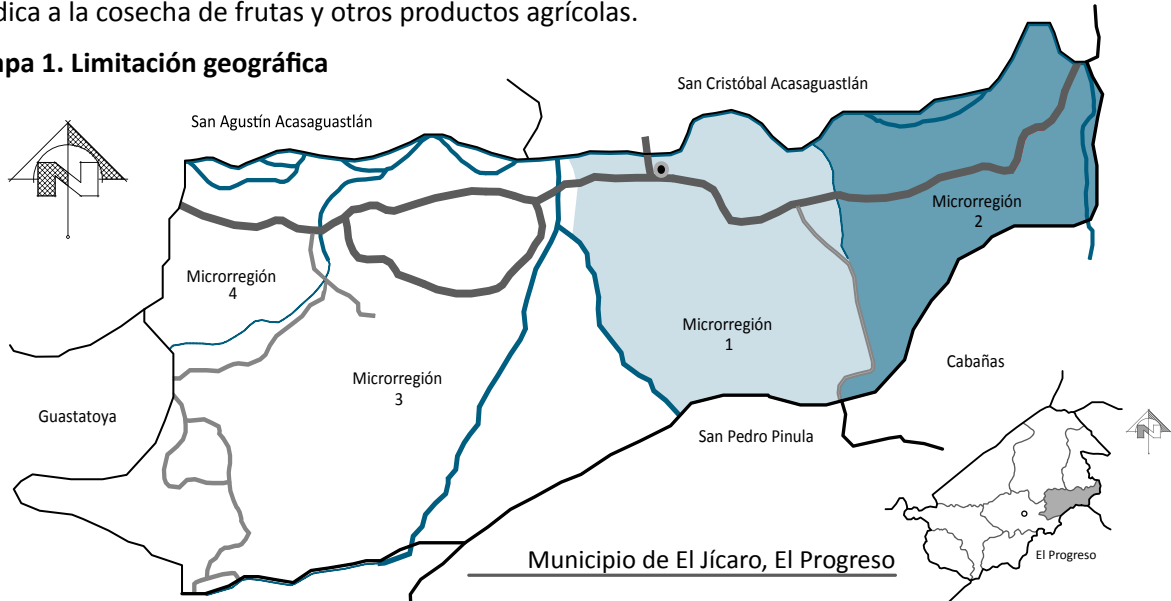 dica a la cosecha de frutas y otros productos agrícolas.
apa 1. Limitación geográfica
San Cristóbal Acasaguastlán
San Agustín Acasaguastlán
Microrregión
2
Microrregión
4
Microrregión
1
Cabañas
Microrregión
3
Guastatoya
San Pedro Pinula
El Progreso
Municipio de El Jícaro, El Progreso